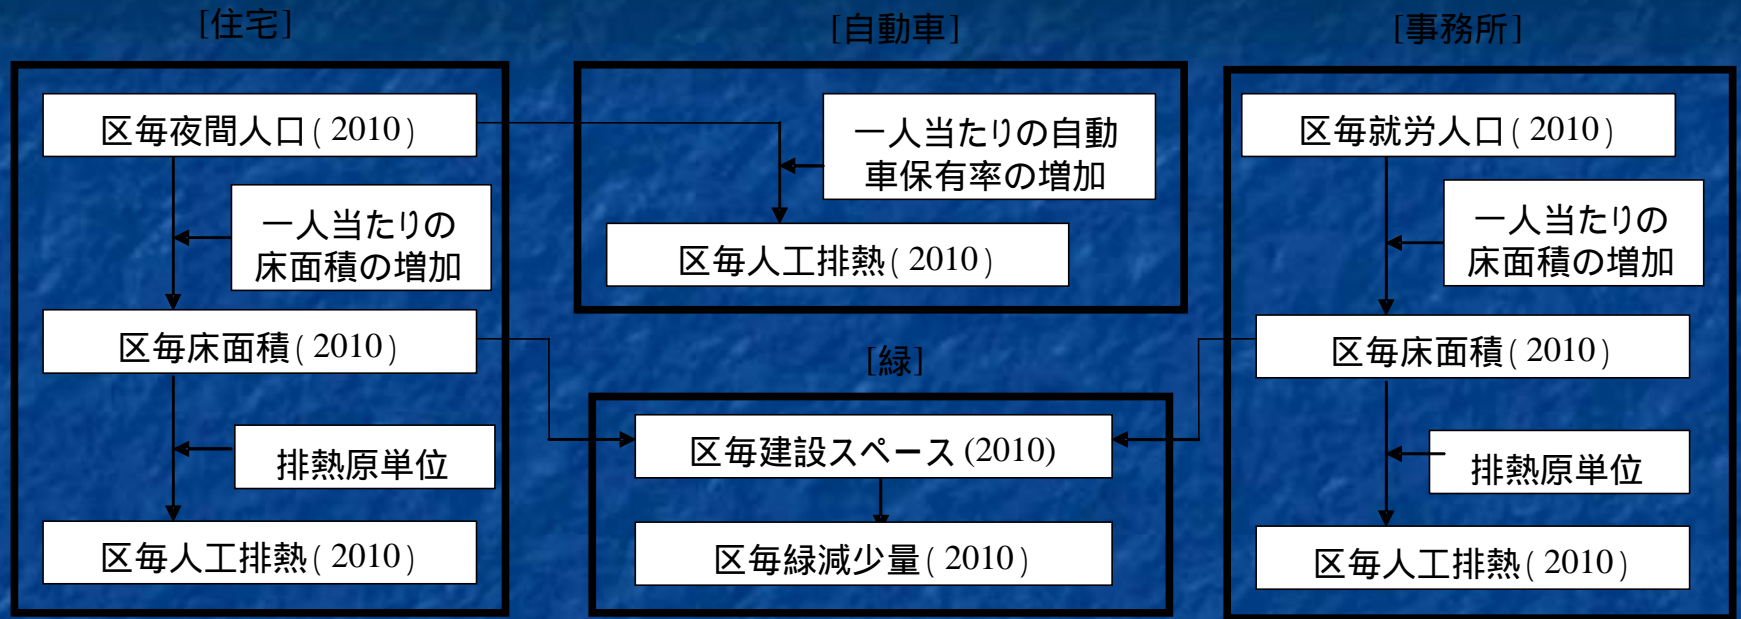 [住宅]
区毎夜間人口( 2010)
一人当たりの
床面積の増加
区毎床面積( 2010)
排熱原単位
区毎人工排熱( 2010)
[自動車]
一人当たりの自動
車保有率の増加
区毎人工排熱( 2010)
[緑]
区毎建設スペース (2010)
区毎緑減少量( 2010)
[事務所]
区毎就労人口( 2010)
一人当たりの
床面積の増加
区毎床面積( 2010)
排熱原単位
区毎人工排熱( 2010)